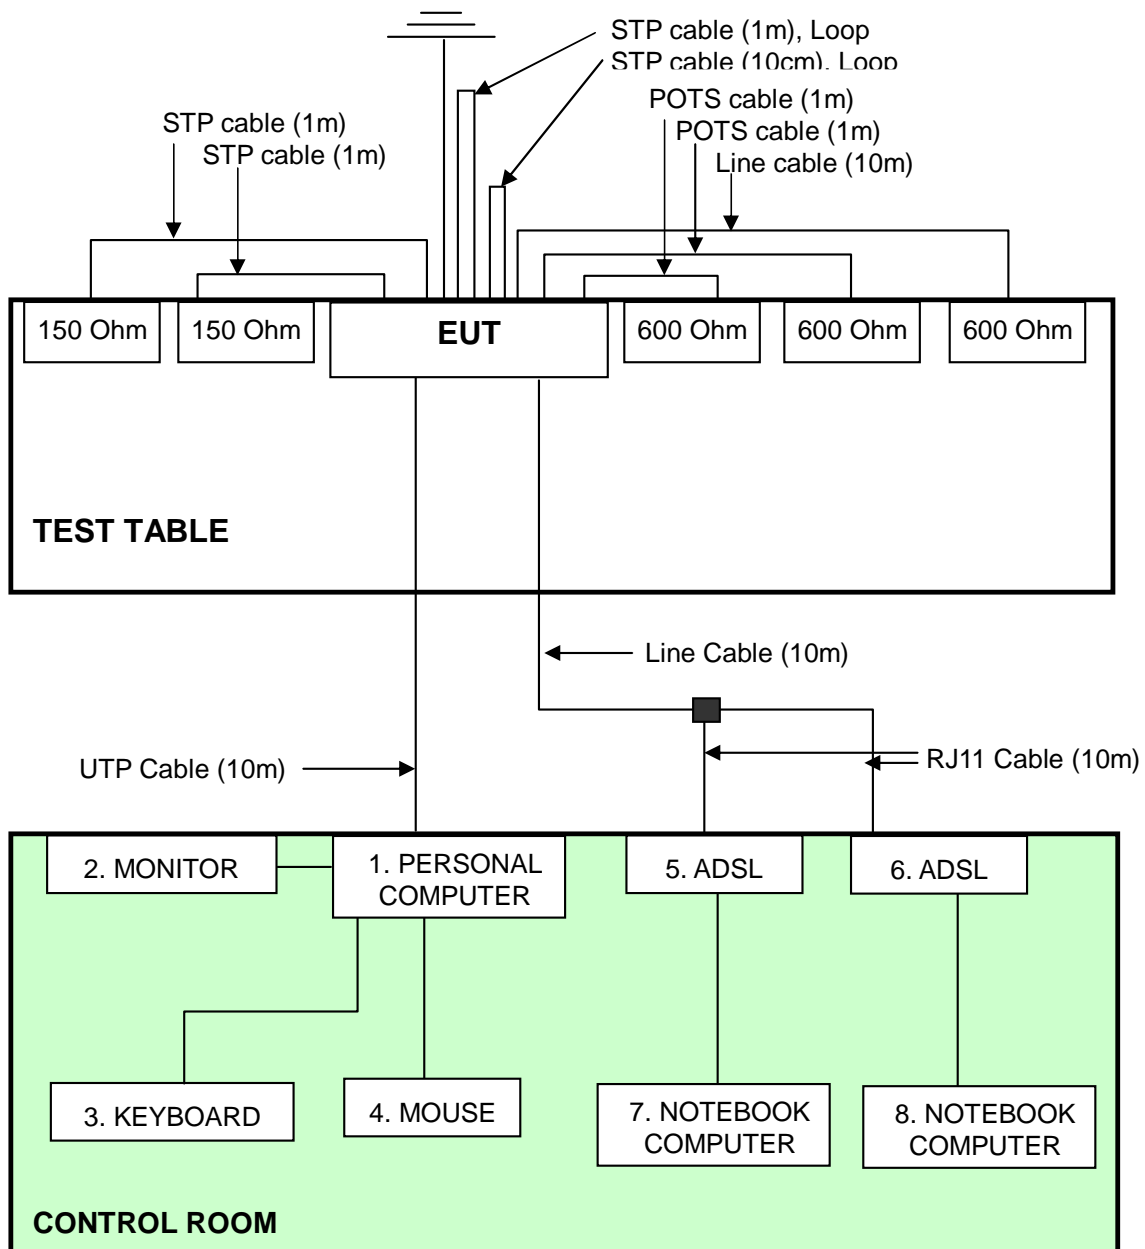 STP cable (1m), Loop
STP cable (10cm), Loop
POTS cable (1m)
STP cable (1m)
POTS cable (1m)
STP cable (1m)
Line cable (10m)
150 Ohm
150 Ohm
EUT
600 Ohm
600 Ohm
600 Ohm
TEST TABLE
Line Cable (10m)
UTP Cable (10m)
RJ11 Cable (10m)
2. MONITOR
1. PERSONAL
COMPUTER
5. ADSL
6. ADSL
3. KEYBOARD
4. MOUSE
7. NOTEBOOK
COMPUTER
8. NOTEBOOK
COMPUTER
CONTROL ROOM